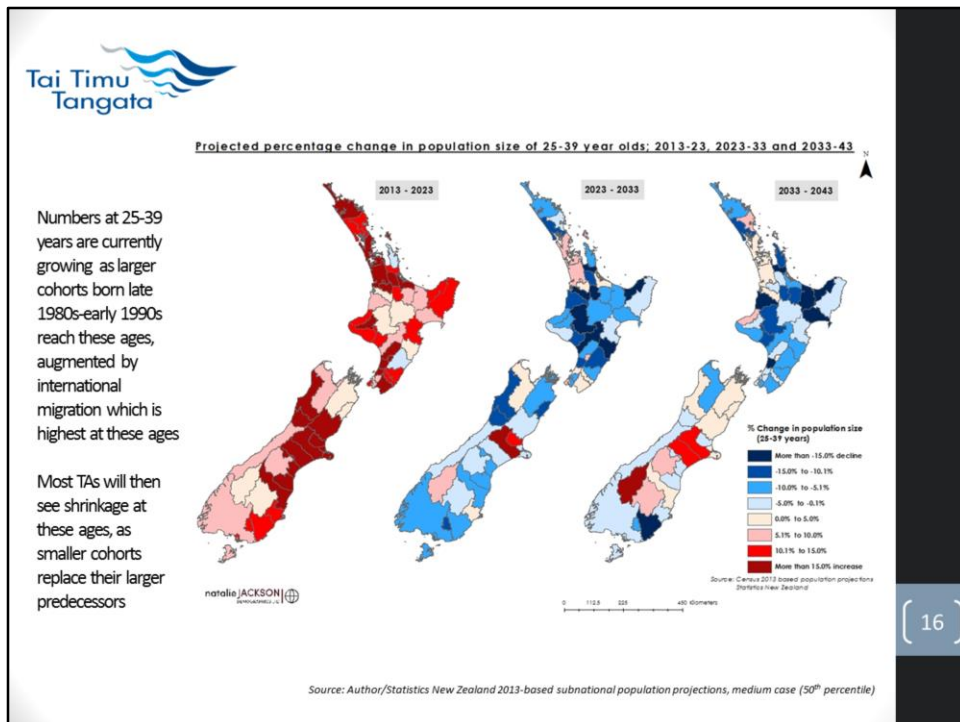 Tai Timu
Tangata
Projected percentage change in population size of 25-39 year olds; 2013-23, 2023-33 and 2033-43
N
2013 - 2023
2023 - 2033
2033 - 2043
Numbers at 25-39
years are currently
growing as larger
cohorts born late
1980s-early 1990s
reach these ages,
augmented by
international
migration which is
highest at these ages
Most TAs will then
see shrinkage at
these ages, as
smaller cohorts
replace their larger
predecessors
% Change in population size
(25-39 years)
More than -15.0% decline
-15.0% to -10.1%
-10.0% to -5.1%
-5.0% to -0.1%
0.0% to 5.0%
5.1% to 10.0%
10.1% to 15.0%
More than 15.0% increase
Source: Census 2013 based population projections
Statistics New Zealand
natalie JACKSON
0 112.5 225 450 Kilometers
16
Source: Author/Statistics New Zealand 2013-based subnational population projections, medium case (50th percentile)